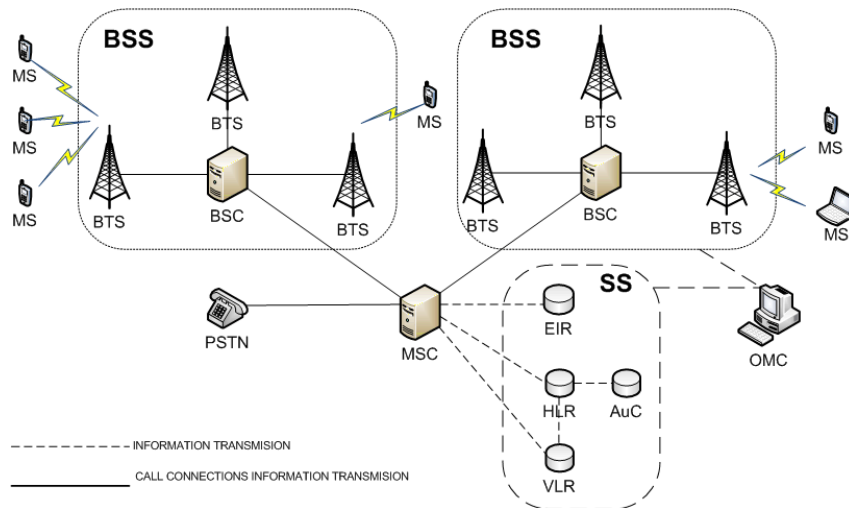 BSS
BSS
MS
MS
BTS
MS
BTS
MS
MS
BTS
BSC
BTS
BTS
BSC
BTS
MS
MS
SS
PSTN
MSC
EIR
OMC
HLR
AuC
VLR
INFORMATION TRANSMISION
CALL CONNECTIONS INFORMATION TRANSMISION